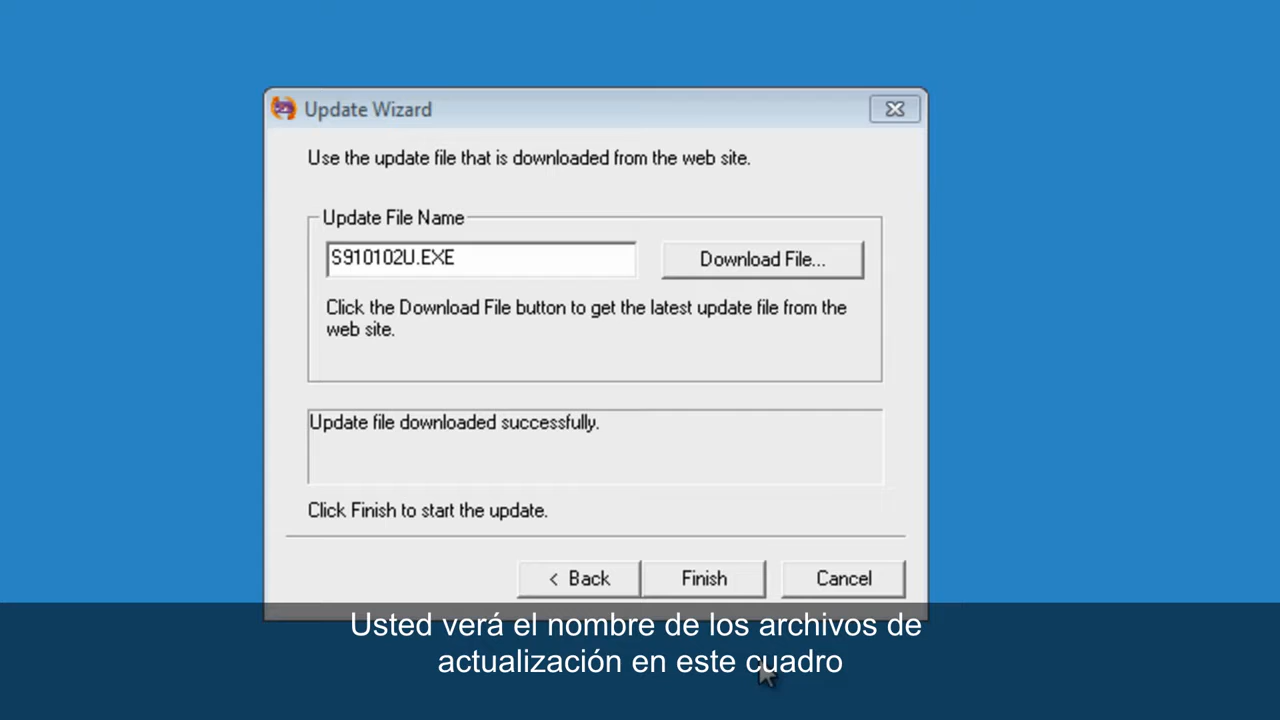 Update Wizard
Use the update file that is downloaded from the web site.
Update File Name
S910102U.EXE
Download File...
Click the Download File button to get the latest update file from the
web site.
Update file downloaded successfully.
Click Finish to start the update.
< Back
Finish
Cancel
Usted verá el nombre de los archivos de
actualización en este cuadro